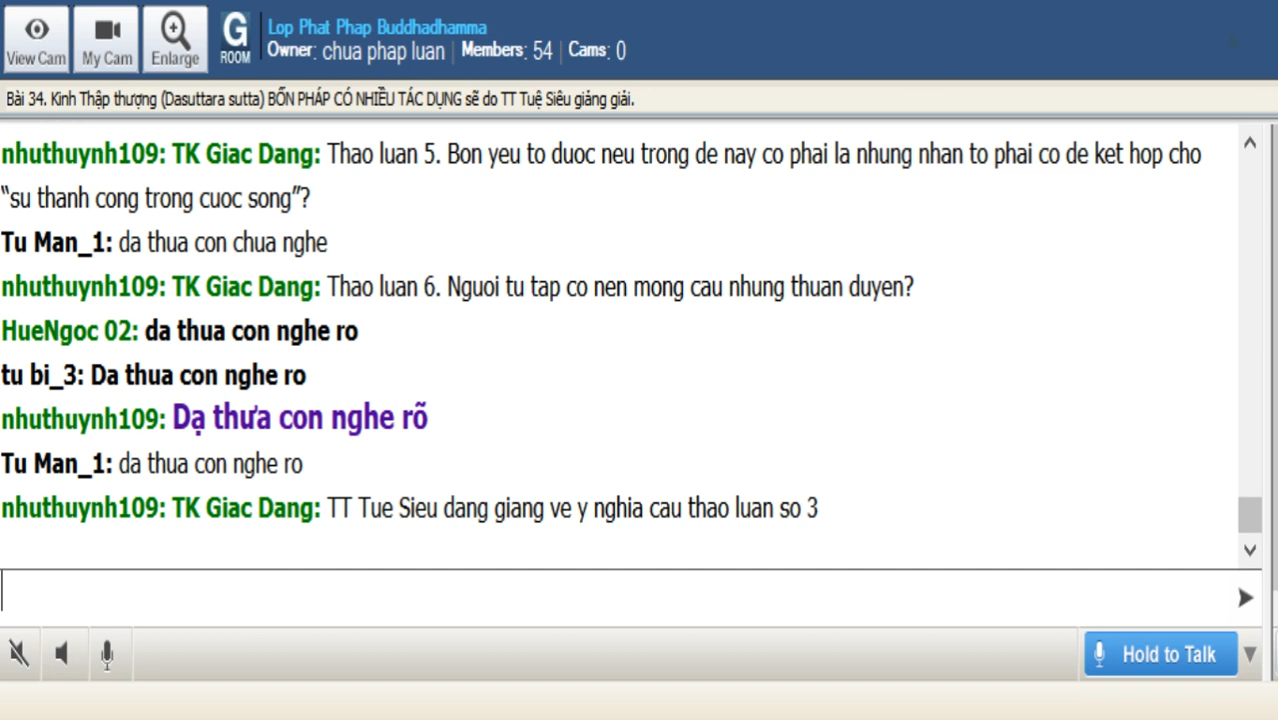 View Cam
My Cam
Enlarge
G
ROOM
Lop Phat Phap Buddhadhamma
Owner: chua phap luan | Members: 54 | Cams: 0
Bài 34. Kinh Thập thượng (Dasuttara sutta) BỐN PHÁP CÓ NHIỀU TÁC DỤNG sẽ do TT Tuệ Siêu giảng giải.
nhuthuynh109: TK Giac Dang: Thao luan 5. Bon yeu to duoc neu trong de nay co phai la nhung nhan to phai co de ket hop cho
“su thanh cong trong cuoc song”?
Tu Man_1: da thua con chua nghe
nhuthuynh109: TK Giac Dang: Thao luan 6. Nguoi tu tap co nen mong cau nhung thuan duyen?
HueNgoc 02: da thua con nghe ro
tu bi_3: Da thua con nghe ro
nhuthuynh109: Dạ thưa con nghe rõ
Tu Man_1: da thua con nghe ro
nhuthuynh109: TK Giac Dang: TT Tue Sieu dang giang ve y nghia cau thao luan so 3
Hold to Talk